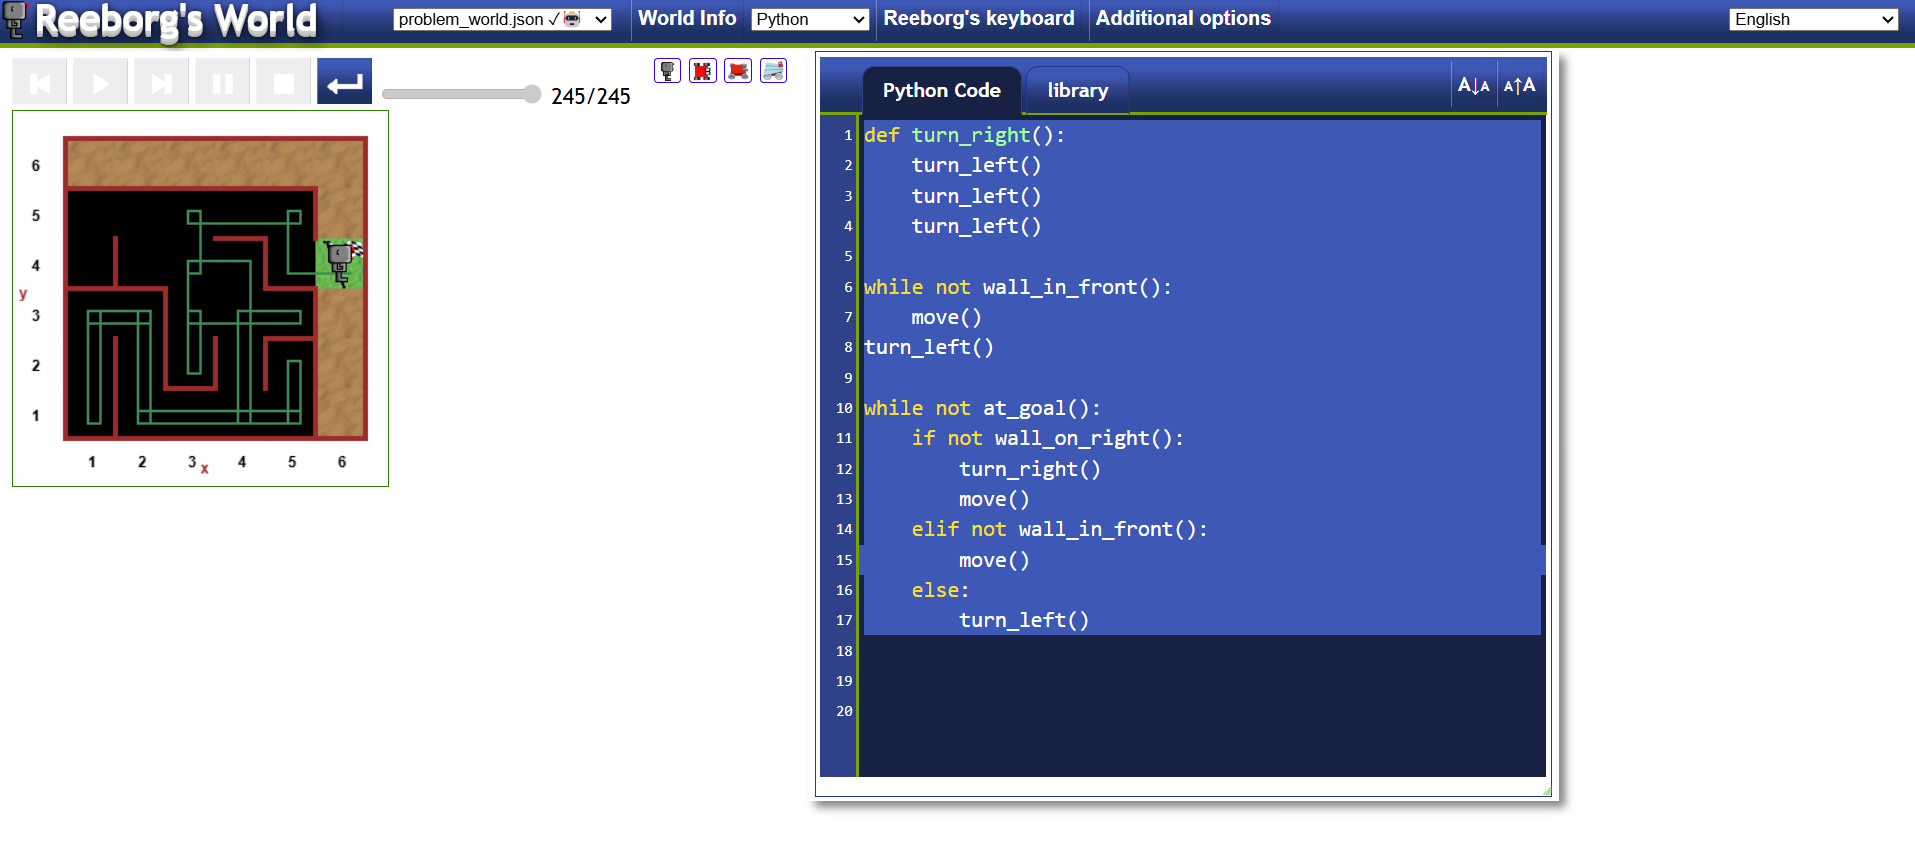 Reeborg's World
problem_world.json ✓🤖
World Info
Python
Reeborg's keyboard
Additional options
English
245/245
Python Code
library
A↓A
A↑A
6
5
4
y
3
2
1
1 2 3 x 4 5 6
1 def turn_right():
2     turn_left()
3     turn_left()
4     turn_left()
5
6 while not wall_in_front():
7     move()
8 turn_left()
9
10 while not at_goal():
11     if not wall_on_right():
12         turn_right()
13         move()
14     elif not wall_in_front():
15         move()
16     else:
17         turn_left()
18
19
20